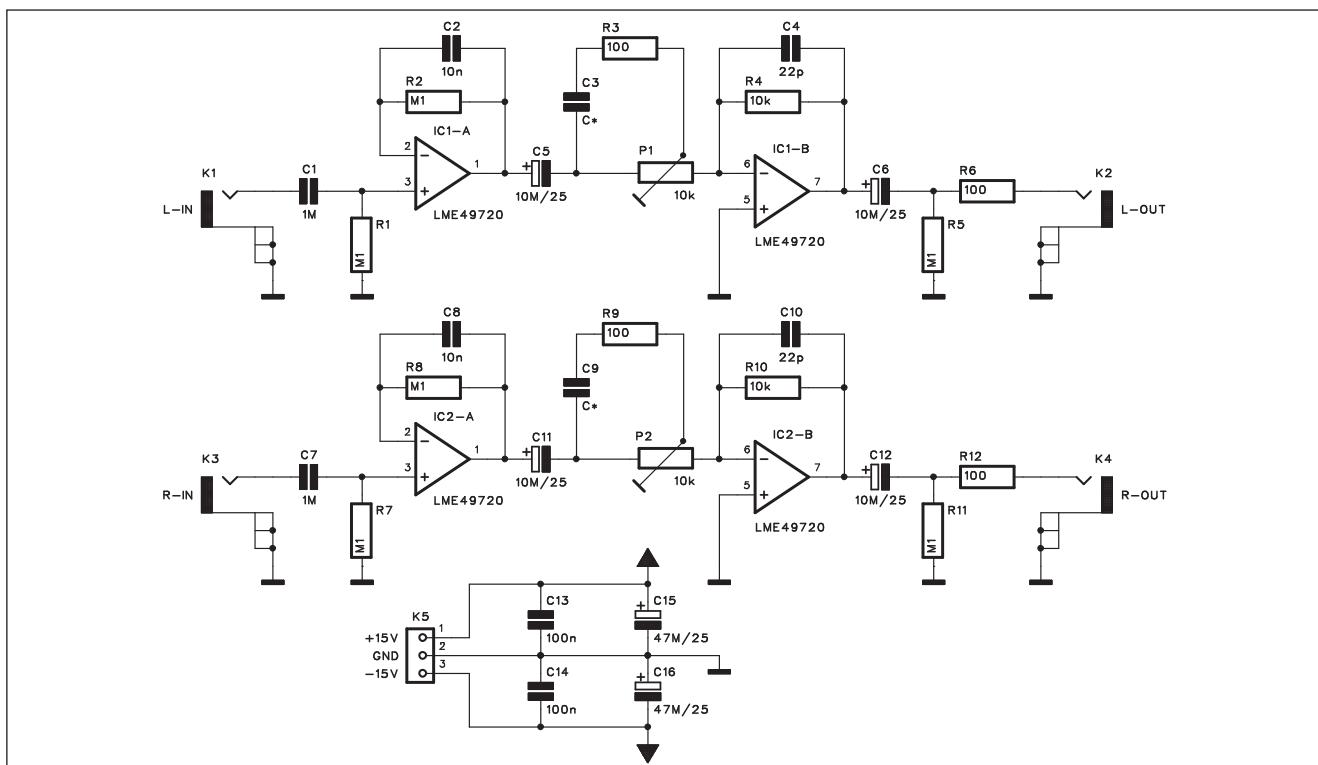 C2
10n
R2
M1
IC1-A
2
3
1
LME49720
K1
L-IN
C1
1M
R1
M1
C5
+
10M/25
R3
100
C3
C*
P1
10k
C4
22p
R4
10k
IC1-B
6
5
7
LME49720
C6
+
10M/25
R5
M1
R6
100
K2
L-OUT
C8
10n
R8
M1
IC2-A
2
3
1
LME49720
K3
R-IN
C7
1M
R7
M1
C11
+
10M/25
R9
100
C9
C*
P2
10k
C10
22p
R10
10k
IC2-B
6
5
7
LME49720
C12
+
10M/25
R11
M1
R12
100
K4
R-OUT
K5
+15V
GND
-15V
1
2
3
C13
100n
C14
100n
+
C15
47M/25
+
C16
47M/25